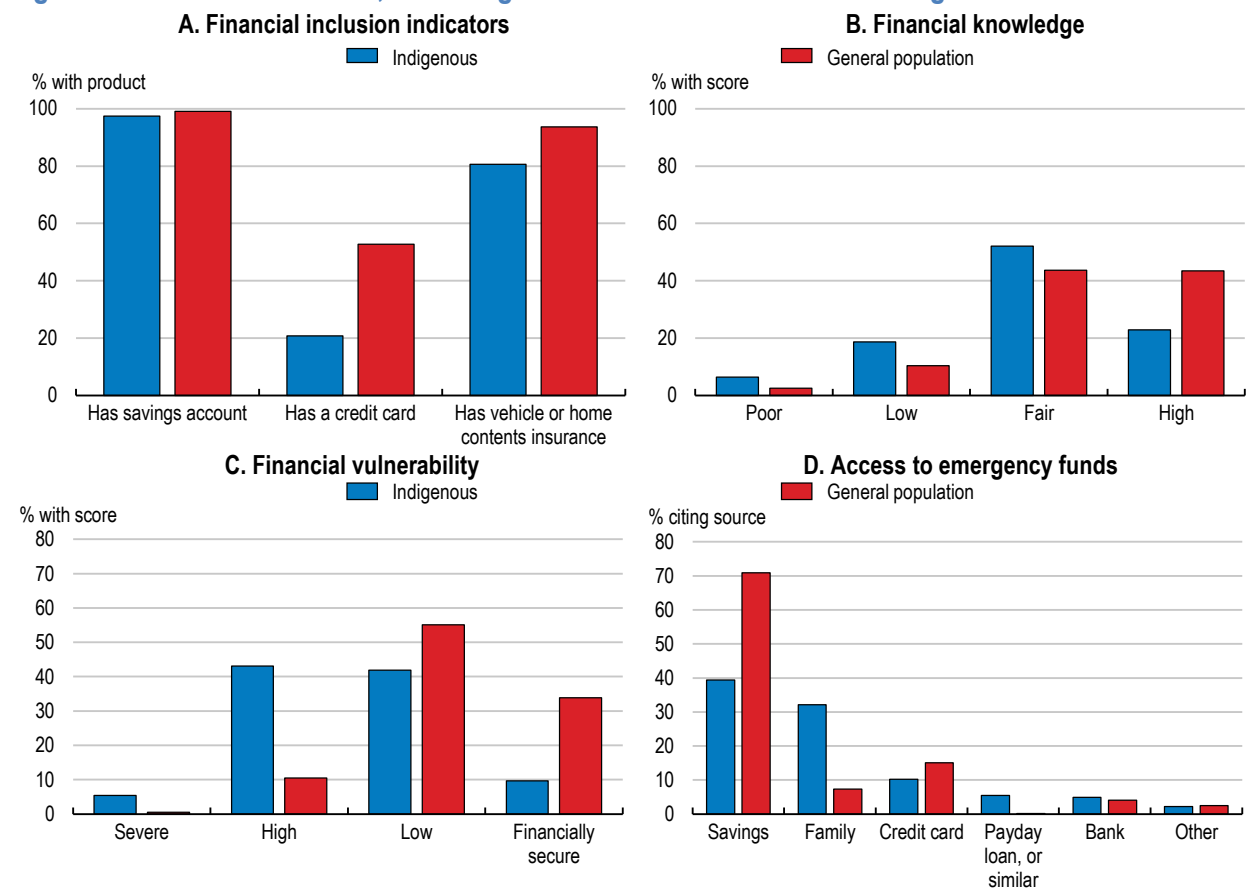 A. Financial inclusion indicators
Indigenous
% with product
100
80
60
40
20
0
Has savings account
Has a credit card
Has vehicle or home
contents insurance
B. Financial knowledge
General population
% with score
100
80
60
40
20
0
Poor
Low
Fair
High
C. Financial vulnerability
Indigenous
% with score
80
70
60
50
40
30
20
10
0
Severe
High
Low
Financially
secure
D. Access to emergency funds
General population
% citing source
80
70
60
50
40
30
20
10
0
Savings
Family
Credit card
Payday
loan, or
similar
Bank
Other